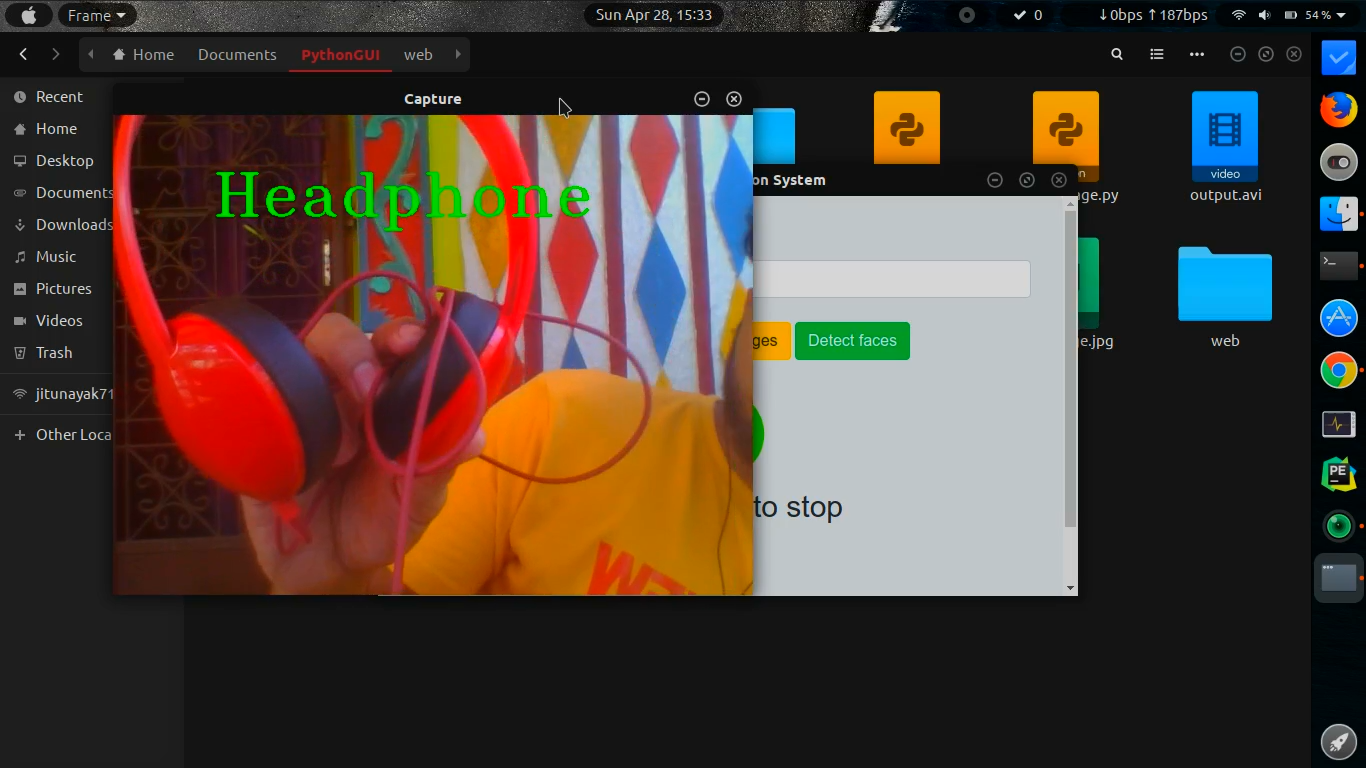 Frame
Sun Apr 28, 15:33
0
↓0bps ↑187bps
54 %
Home
Documents
PythonGUI
web
Recent
Home
Desktop
Documents
Downloads
Music
Pictures
Videos
Trash
jitunayak71
Other Loca
Capture
Headphone
on System
ges
Detect faces
to stop
n
age.py
video
output.avi
e.jpg
web
PE